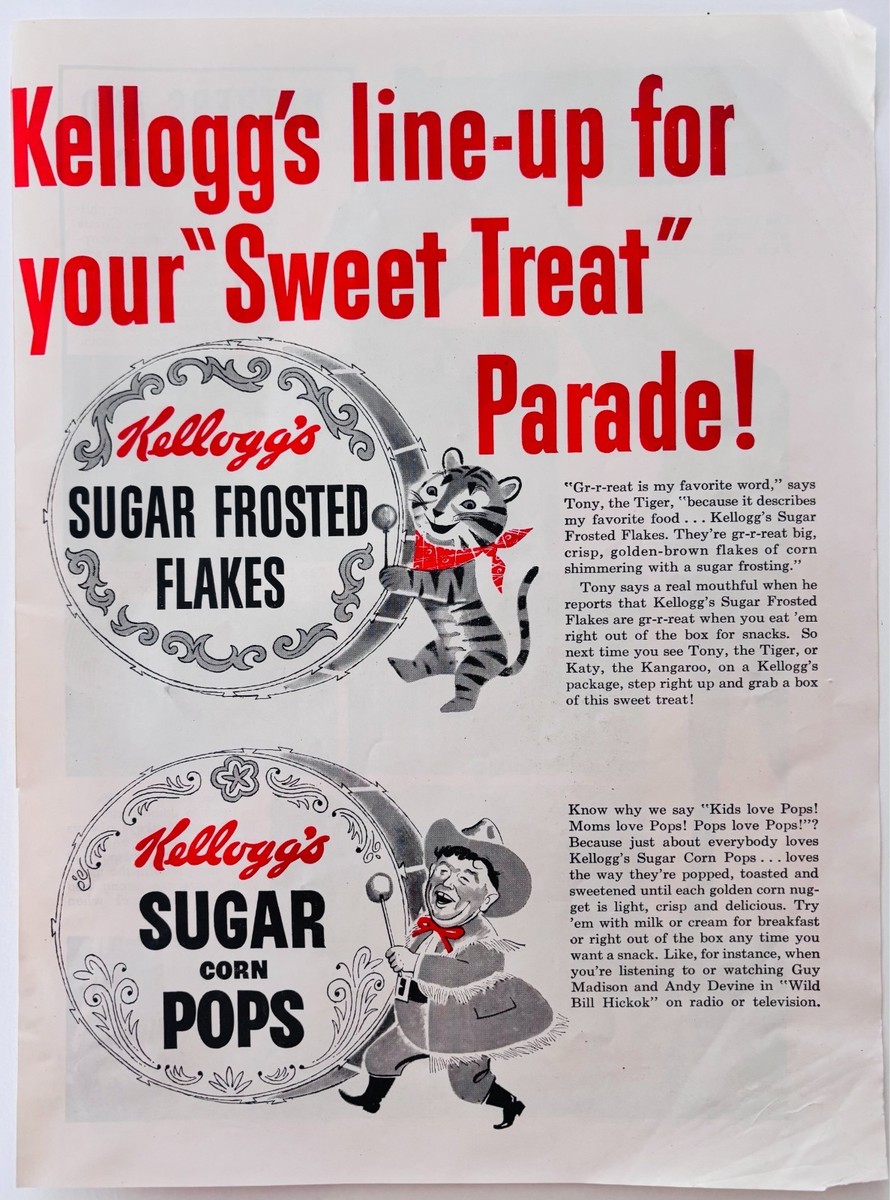 Kellogg's line-up for
your "Sweet Treat"
Parade!
Kellogg's
SUGAR FROSTED
FLAKES
"Gr-r-reat is my favorite word," says
Tony, the Tiger, "because it describes
my favorite food . . . Kellogg's Sugar
Frosted Flakes. They're gr-r-reat big,
crisp, golden-brown flakes of corn
shimmering with a sugar frosting."
Tony says a real mouthful when he
reports that Kellogg's Sugar Frosted
Flakes are gr-r-reat when you eat 'em
right out of the box for snacks. So
next time you see Tony, the Tiger, or
Katy, the Kangaroo, on a Kellogg's
package, step right up and grab a box
of this sweet treat!
Kellogg's
SUGAR
CORN
POPS
Know why we say "Kids love Pops!
Moms love Pops! Pops love Pops!"?
Because just about everybody loves
Kellogg's Sugar Corn Pops . . . loves
the way they're popped, toasted and
sweetened until each golden corn nug-
get is light, crisp and delicious. Try
'em with milk or cream for breakfast
or right out of the box any time you
want a snack. Like, for instance, when
you're listening to or watching Guy
Madison and Andy Devine in "Wild
Bill Hickok" on radio or television.